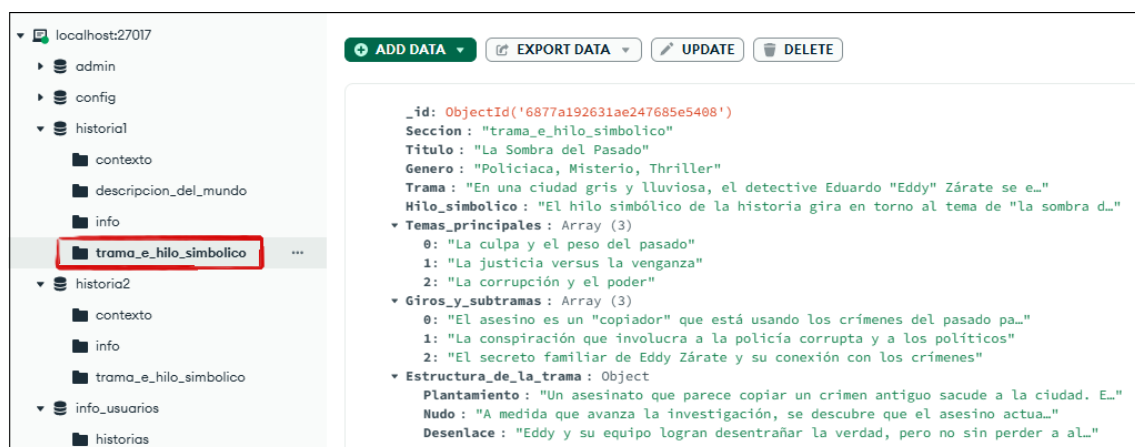 localhost:27017
admin
config
historia1
contexto
descripcion_del_mundo
info
trama_e_hilo_simbolico
historia2
contexto
info
trama_e_hilo_simbolico
info_usuarios
historias
ADD DATA EXPORT DATA UPDATE DELETE
_id: ObjectId('6877a192631ae247685e5408')
Seccion : "trama_e_hilo_simbolico"
Titulo : "La Sombra del Pasado"
Genero : "Policiaca, Misterio, Thriller"
Trama : "En una ciudad gris y lluviosa, el detective Eduardo "Eddy" Zárate se e…"
Hilo_simbolico : "El hilo simbólico de la historia gira en torno al tema de "la sombra d…"
Temas_principales : Array (3)
0: "La culpa y el peso del pasado"
1: "La justicia versus la venganza"
2: "La corrupción y el poder"
Giros_y_subtramas : Array (3)
0: "El asesino es un "copiador" que está usando los crímenes del pasado pa…"
1: "La conspiración que involucra a la policía corrupta y a los políticos"
2: "El secreto familiar de Eddy Zárate y su conexión con los crímenes"
Estructura_de_la_trama : Object
Plantamiento : "Un asesinato que parece copiar un crimen antiguo sacude a la ciudad. E…"
Nudo : "A medida que avanza la investigación, se descubre que el asesino actua…"
Desenlace : "Eddy y su equipo logran desentrañar la verdad, pero no sin perder a al…"